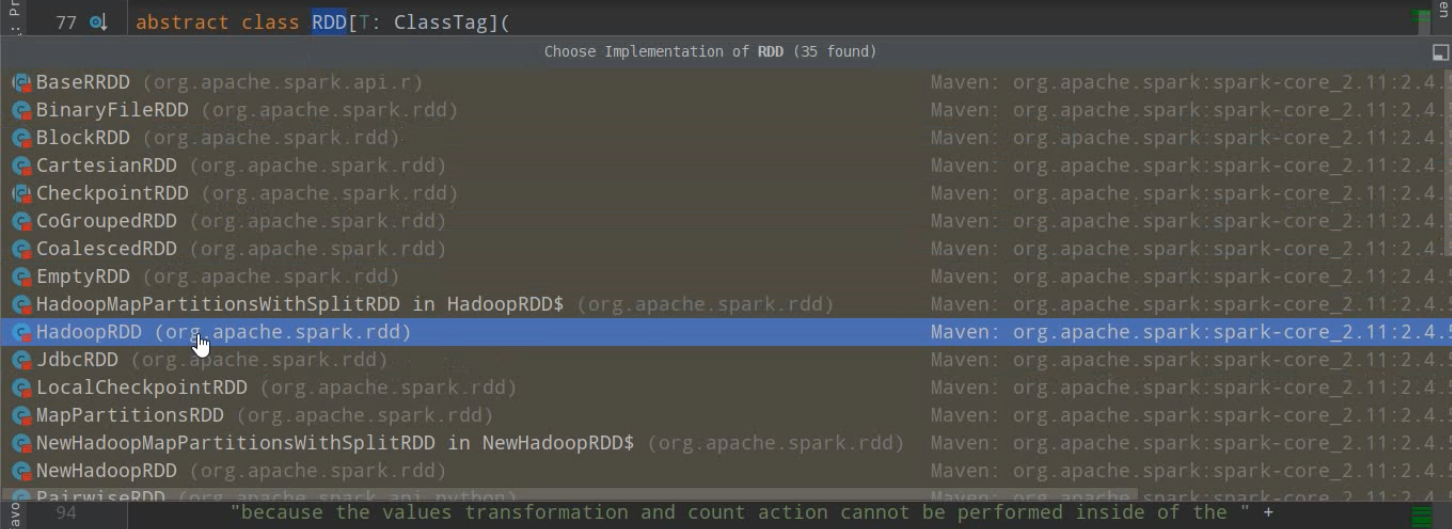 77 abstract class RDD[T: ClassTag](
Choose Implementation of RDD (35 found)
BaseRRDD (org.apache.spark.api.r) Maven: org.apache.spark:spark-core_2.11:2.4.
BinaryFileRDD (org.apache.spark.rdd) Maven: org.apache.spark:spark-core_2.11:2.4.
BlockRDD (org.apache.spark.rdd) Maven: org.apache.spark:spark-core_2.11:2.4.
CartesianRDD (org.apache.spark.rdd) Maven: org.apache.spark:spark-core_2.11:2.4.
CheckpointRDD (org.apache.spark.rdd) Maven: org.apache.spark:spark-core_2.11:2.4.
CoGroupedRDD (org.apache.spark.rdd) Maven: org.apache.spark:spark-core_2.11:2.4.
CoalescedRDD (org.apache.spark.rdd) Maven: org.apache.spark:spark-core_2.11:2.4.
EmptyRDD (org.apache.spark.rdd) Maven: org.apache.spark:spark-core_2.11:2.4.
HadoopMapPartitionsWithSplitRDD in HadoopRDD$ (org.apache.spark.rdd) Maven: org.apache.spark:spark-core_2.11:2.4.
HadoopRDD (org.apache.spark.rdd) Maven: org.apache.spark:spark-core_2.11:2.4.
JdbcRDD (org.apache.spark.rdd) Maven: org.apache.spark:spark-core_2.11:2.4.
LocalCheckpointRDD (org.apache.spark.rdd) Maven: org.apache.spark:spark-core_2.11:2.4.
MapPartitionsRDD (org.apache.spark.rdd) Maven: org.apache.spark:spark-core_2.11:2.4.
NewHadoopMapPartitionsWithSplitRDD in NewHadoopRDD$ (org.apache.spark.rdd) Maven: org.apache.spark:spark-core_2.11:2.4.
NewHadoopRDD (org.apache.spark.rdd) Maven: org.apache.spark:spark-core_2.11:2.4.
PairwiseRDD (org.apache.spark.api.python) Maven: org.apache.spark:spark-core_2.11:2.4.
94 "because the values transformation and count action cannot be performed inside of the " +